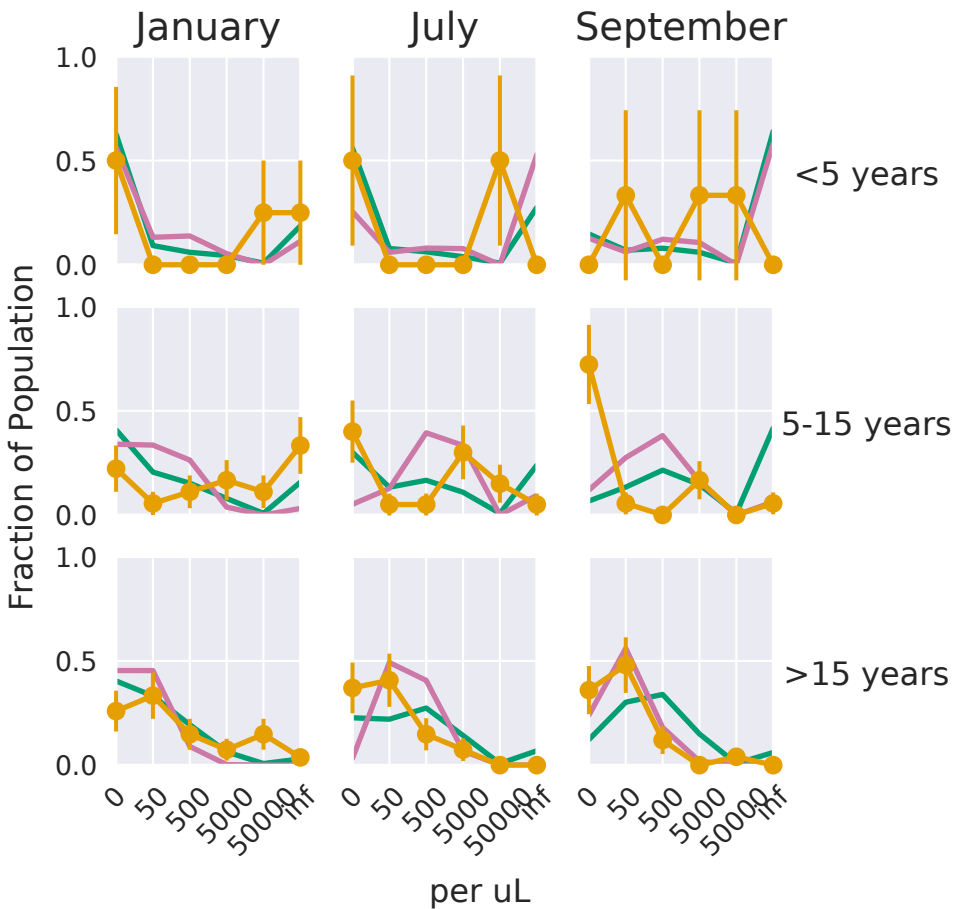 January July September
1.0
0.5
0.0
<5 years
1.0
0.5
0.0
5-15 years
1.0
0.5
0.0
>15 years
Fraction of Population
0 50 500 5000 50000 inf
0 50 500 5000 50000 inf
0 50 500 5000 50000 inf
per uL